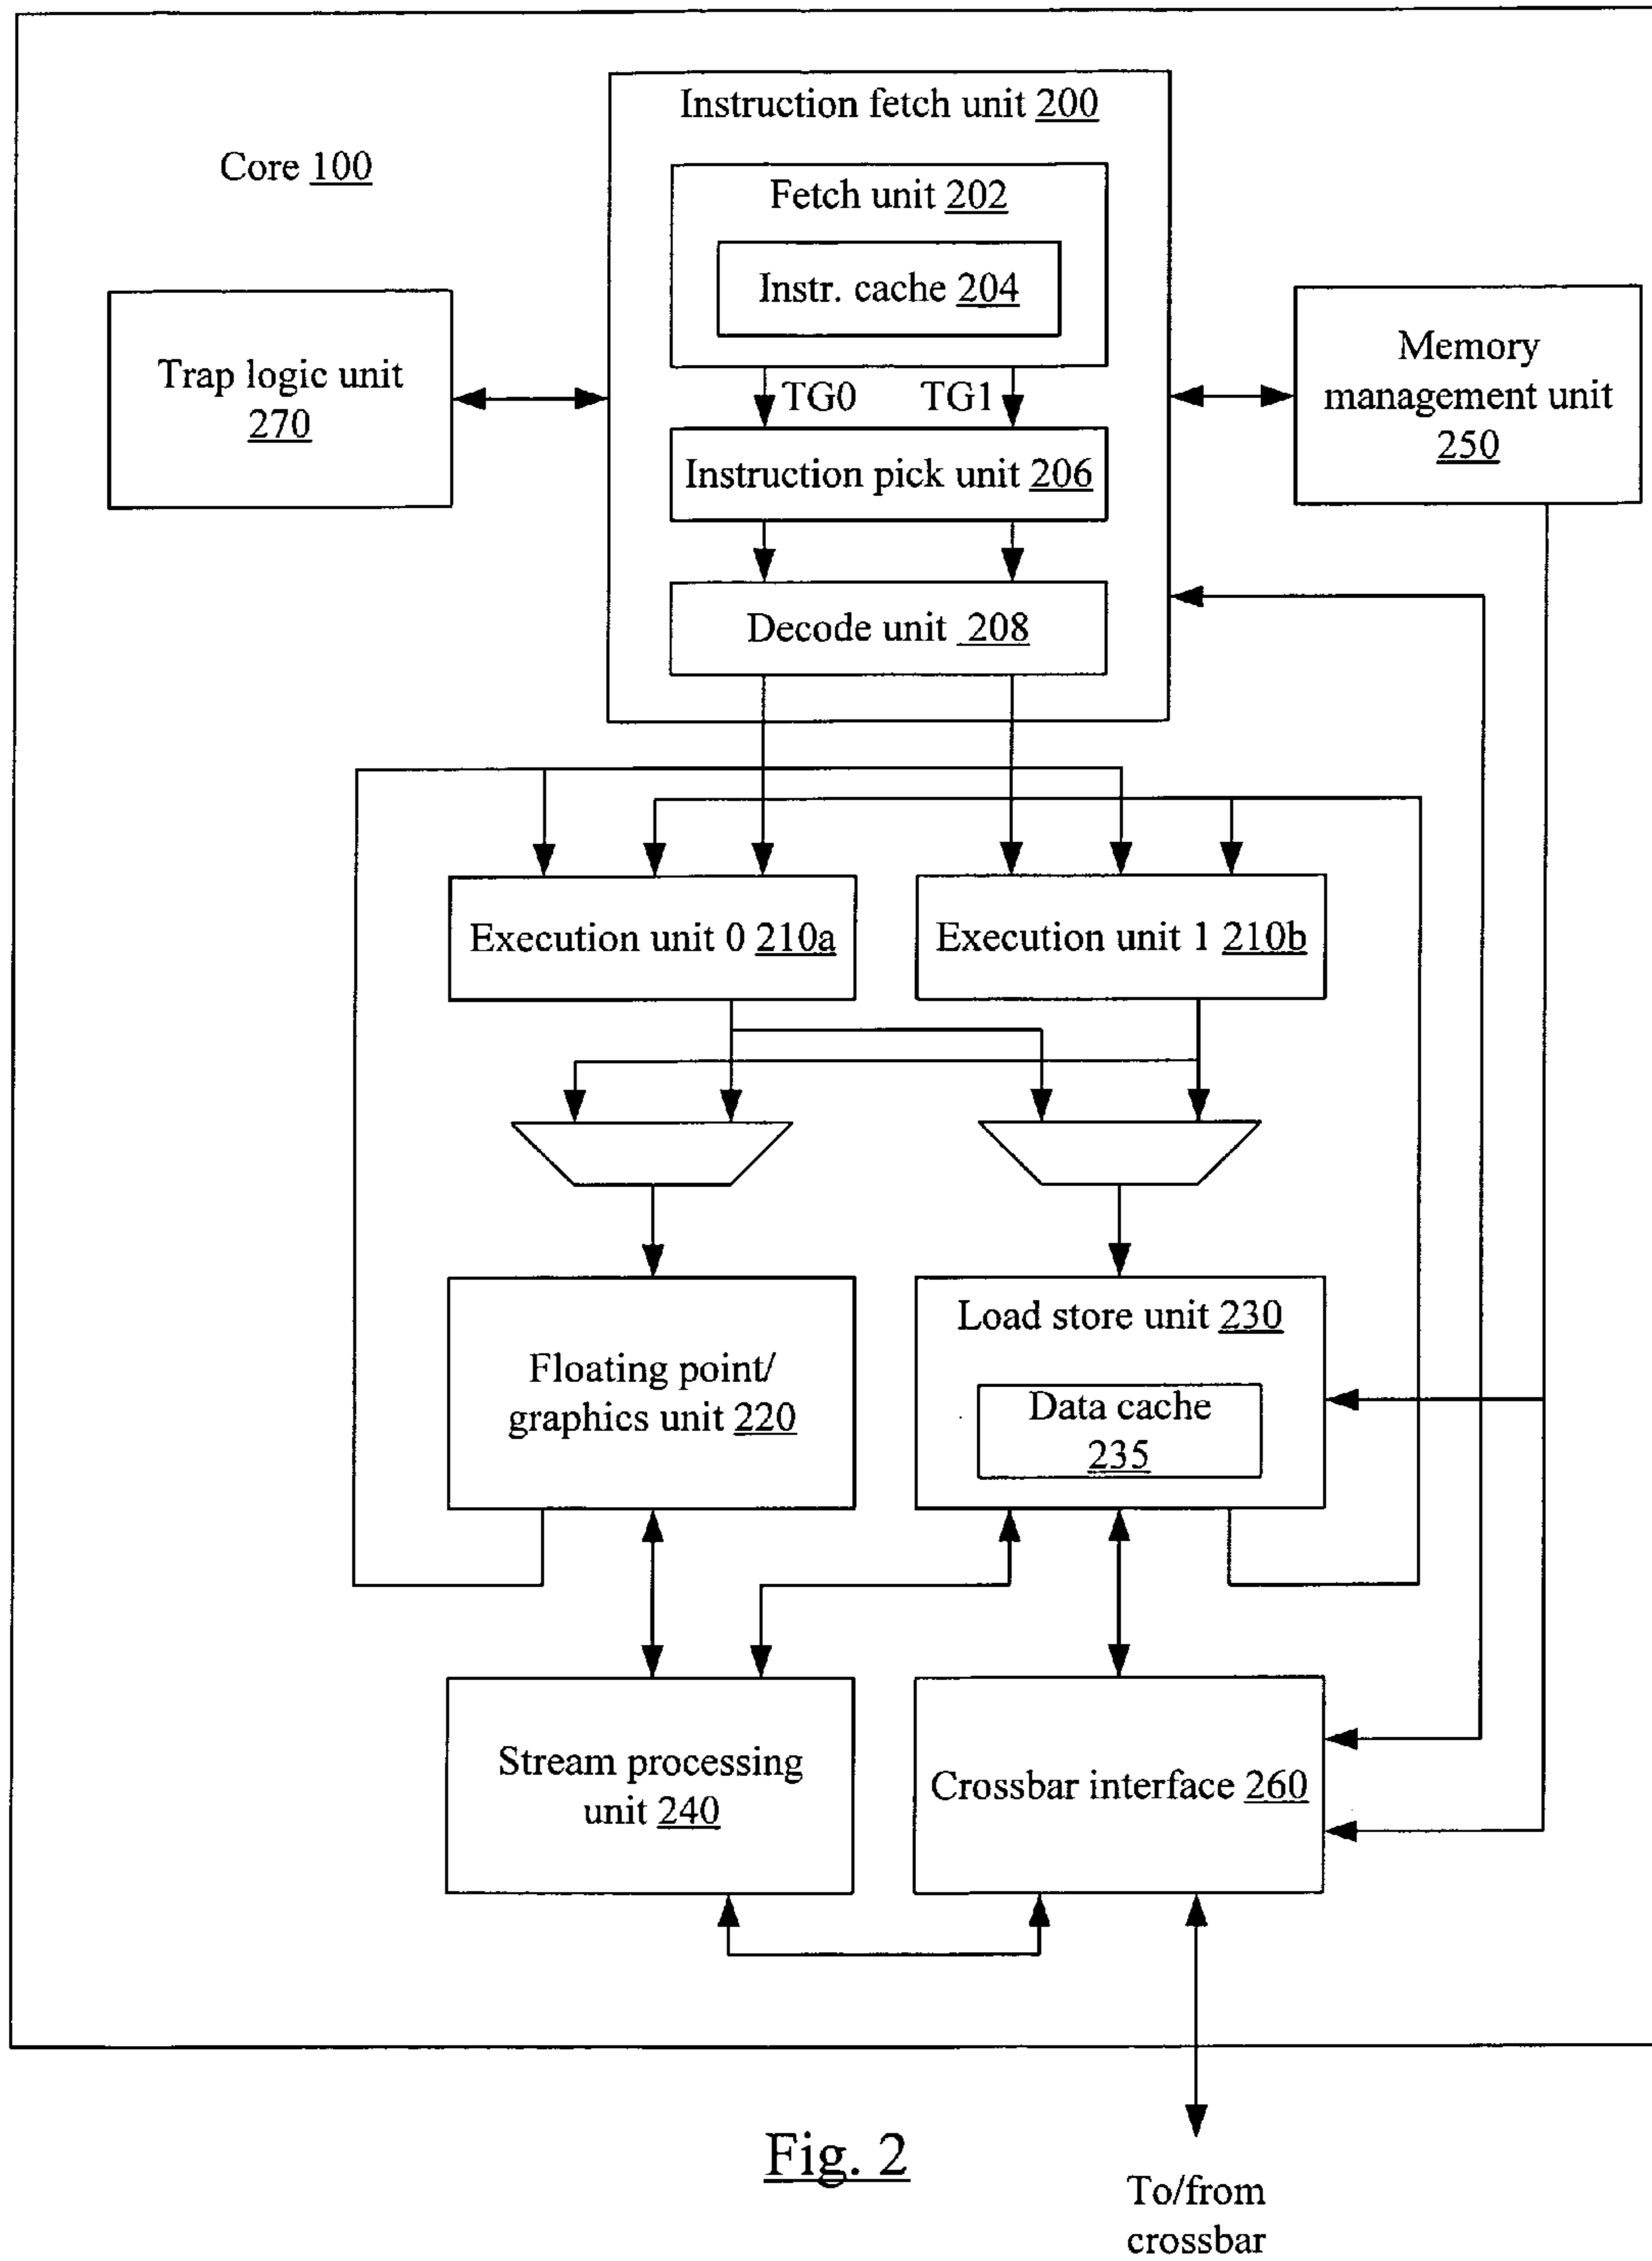 Instruction fetch unit 200
Core 100
Fetch unit 202
Instr. cache 204
Trap logic unit
270
Memory
management unit
250
TG0
TG1
Instruction pick unit 206
Decode unit 208
Execution unit 0 210a
Execution unit 1 210b
Floating point/
graphics unit 220
Load store unit 230
Data cache
235
Stream processing
unit 240
Crossbar interface 260
Fig. 2
To/from
crossbar